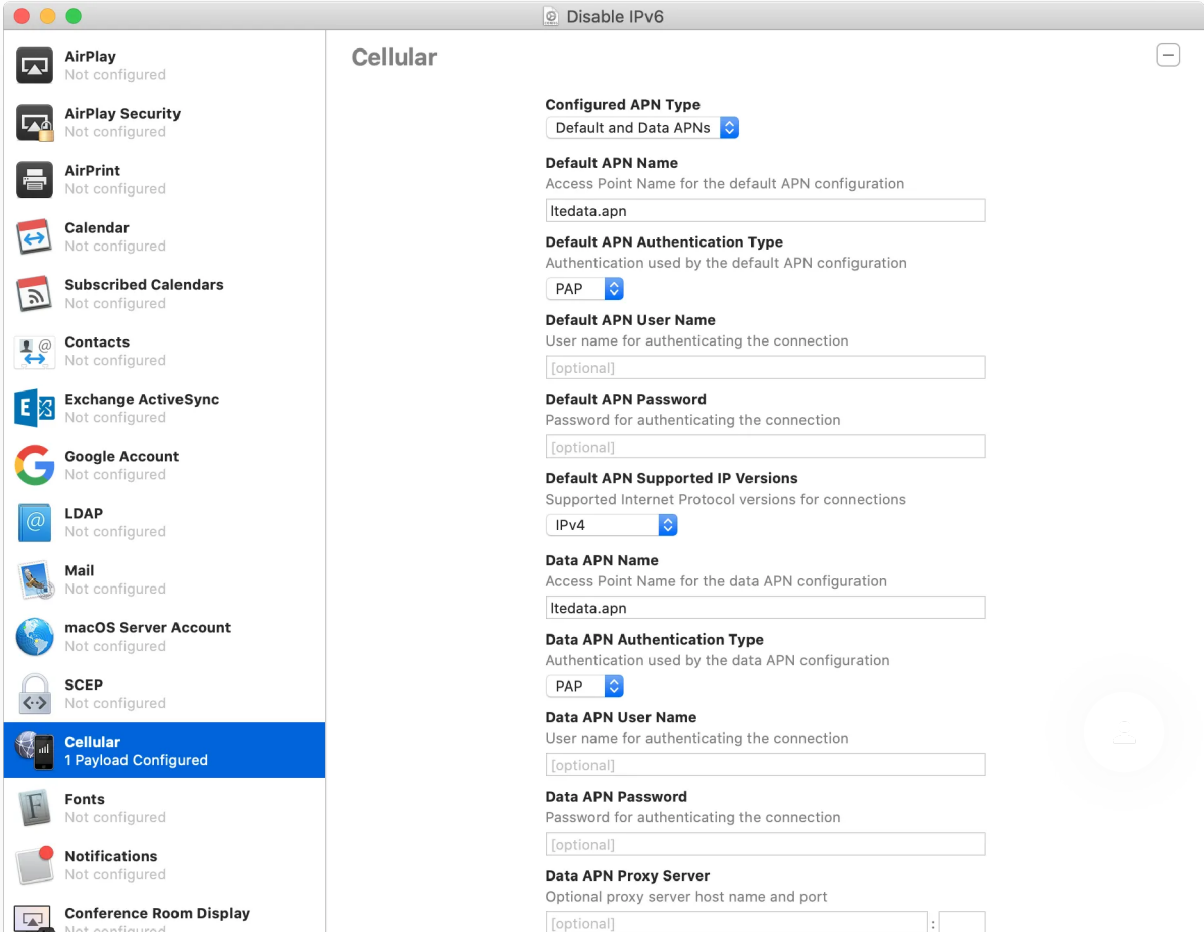 Disable IPv6
AirPlay
Not configured
AirPlay Security
Not configured
AirPrint
Not configured
Calendar
Not configured
Subscribed Calendars
Not configured
Contacts
Not configured
Exchange ActiveSync
Not configured
Google Account
Not configured
LDAP
Not configured
Mail
Not configured
macOS Server Account
Not configured
SCEP
Not configured
Cellular
1 Payload Configured
Fonts
Not configured
Notifications
Not configured
Conference Room Display
Not configured
Cellular
Configured APN Type
Default and Data APNs
Default APN Name
Access Point Name for the default APN configuration
ltedata.apn
Default APN Authentication Type
Authentication used by the default APN configuration
PAP
Default APN User Name
User name for authenticating the connection
[optional]
Default APN Password
Password for authenticating the connection
[optional]
Default APN Supported IP Versions
Supported Internet Protocol versions for connections
IPv4
Data APN Name
Access Point Name for the data APN configuration
ltedata.apn
Data APN Authentication Type
Authentication used by the data APN configuration
PAP
Data APN User Name
User name for authenticating the connection
[optional]
Data APN Password
Password for authenticating the connection
[optional]
Data APN Proxy Server
Optional proxy server host name and port
[optional] :